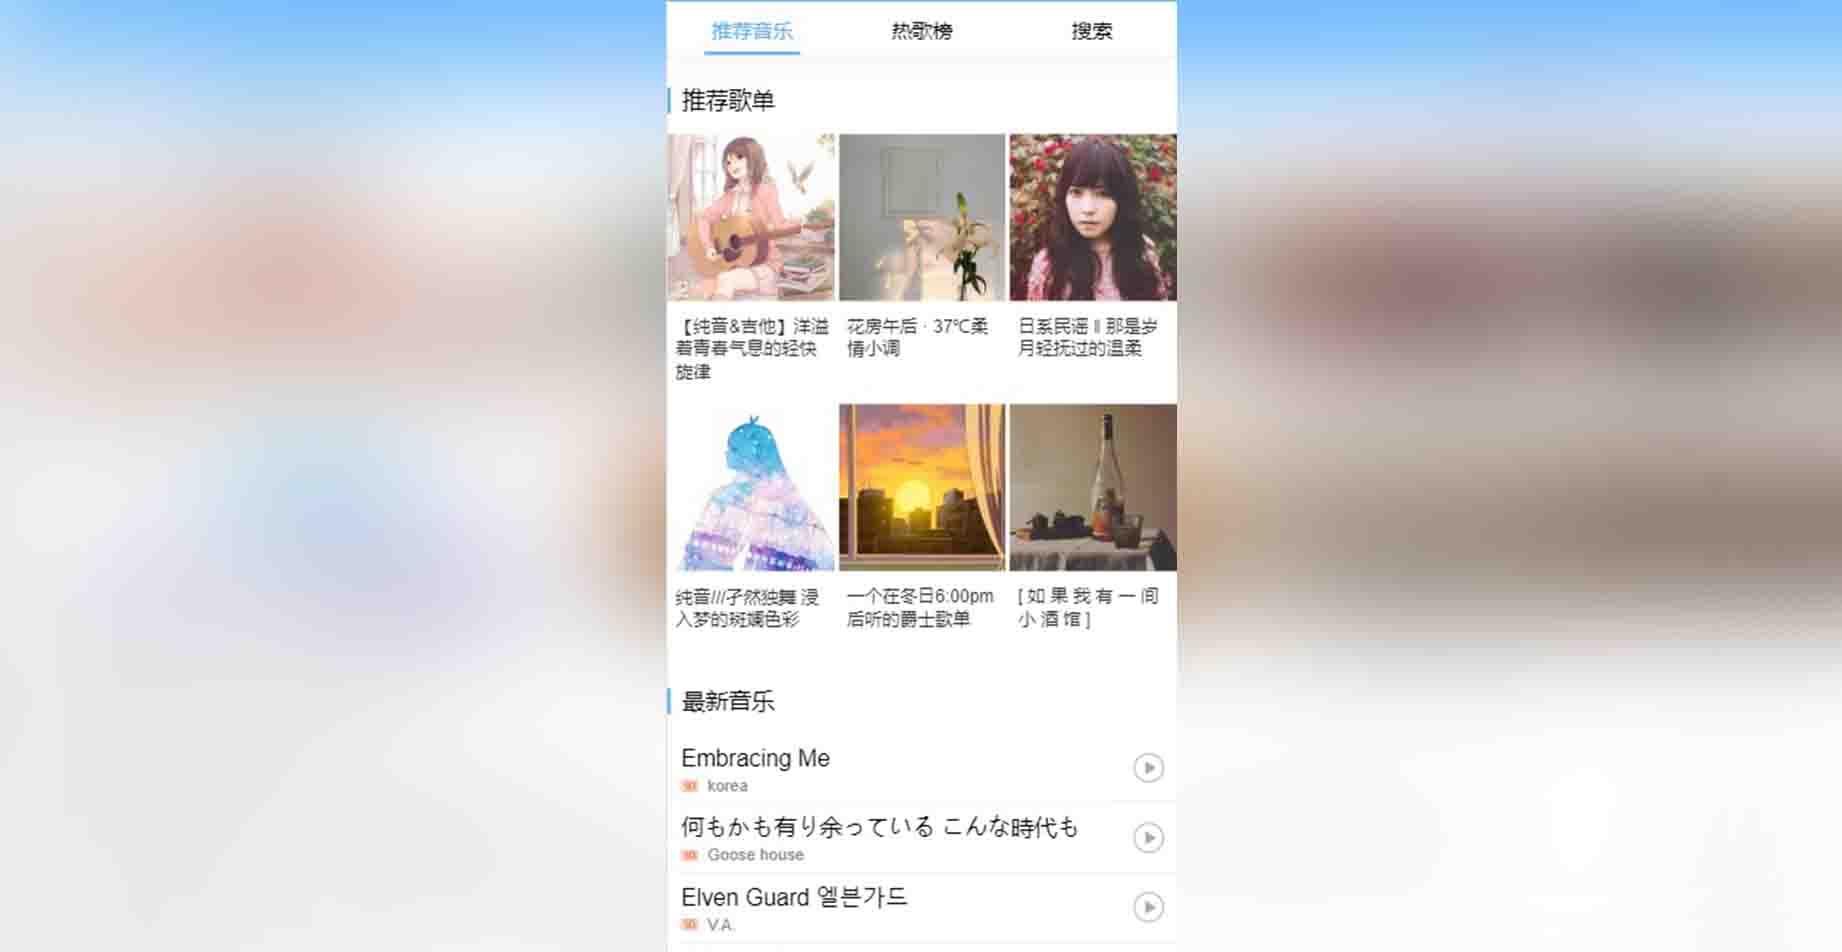 推荐音乐 热歌榜 搜索
推荐歌单
【纯音&吉他】洋溢
着青春气息的轻快
旋律
花房午后 · 37℃柔
情小调
日系民谣 ‖ 那是岁
月轻抚过的温柔
纯音///孑然独舞 浸
入梦的斑斓色彩
一个在冬日6:00pm
后听的爵士歌单
[ 如 果 我 有 一 间
小 酒 馆 ]
最新音乐
Embracing Me
SQ korea
何もかも有り余っている こんな時代も
SQ Goose house
Elven Guard 엘븐가드
SQ V.A.